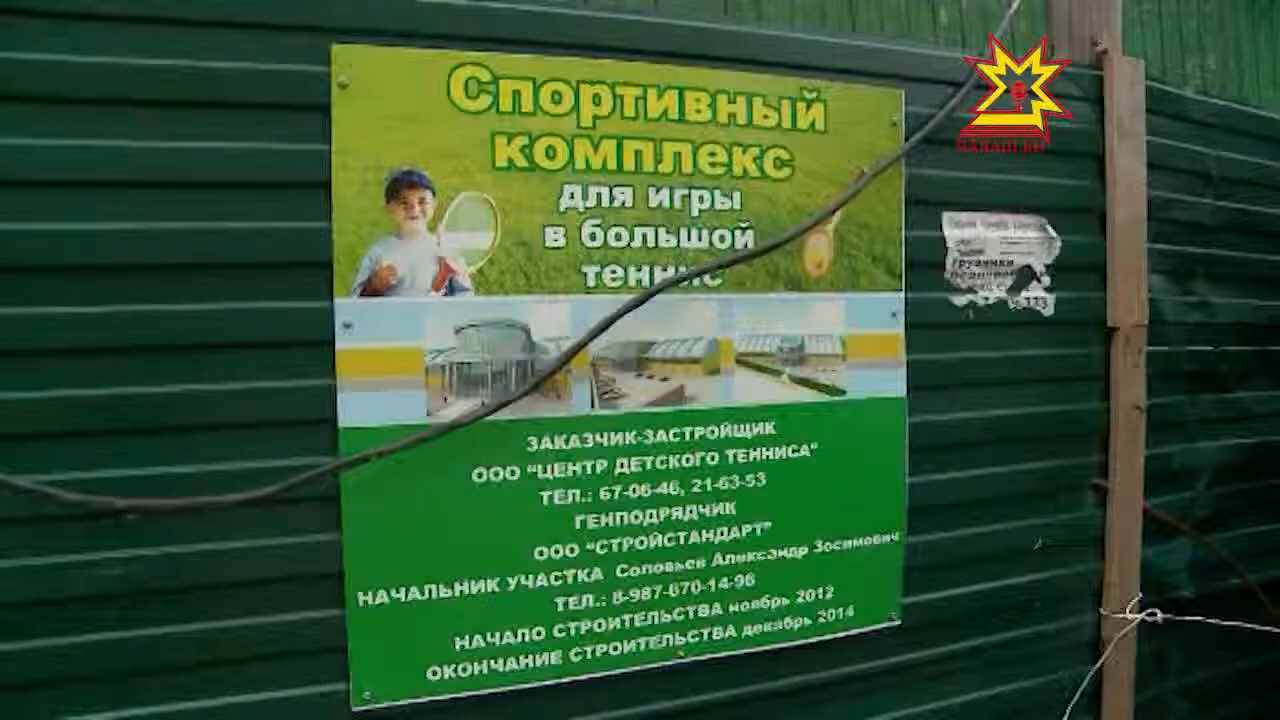 Спортивный
комплекс
для игры
в большой
теннис
ЗАКАЗЧИК-ЗАСТРОЙЩИК
ООО "ЦЕНТР ДЕТСКОГО ТЕННИСА"
ТЕЛ.: 67-06-46, 21-63-53
ГЕНПОДРЯДЧИК
ООО "СТРОЙСТАНДАРТ"
НАЧАЛЬНИК УЧАСТКА Соловьев Александр Зосимович
ТЕЛ.: 8-987-670-14-96
НАЧАЛО СТРОИТЕЛЬСТВА ноябрь 2012
ОКОНЧАНИЕ СТРОИТЕЛЬСТВА декабрь 2014
грузчики